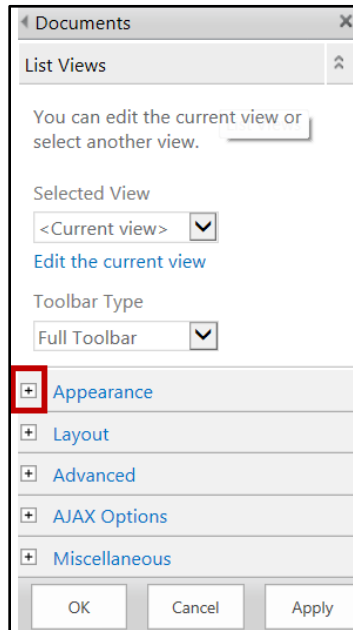 Documents
List Views
You can edit the current view or
select another view.
Selected View
<Current view>
Edit the current view
Toolbar Type
Full Toolbar
Appearance
Layout
Advanced
AJAX Options
Miscellaneous
OK Cancel Apply